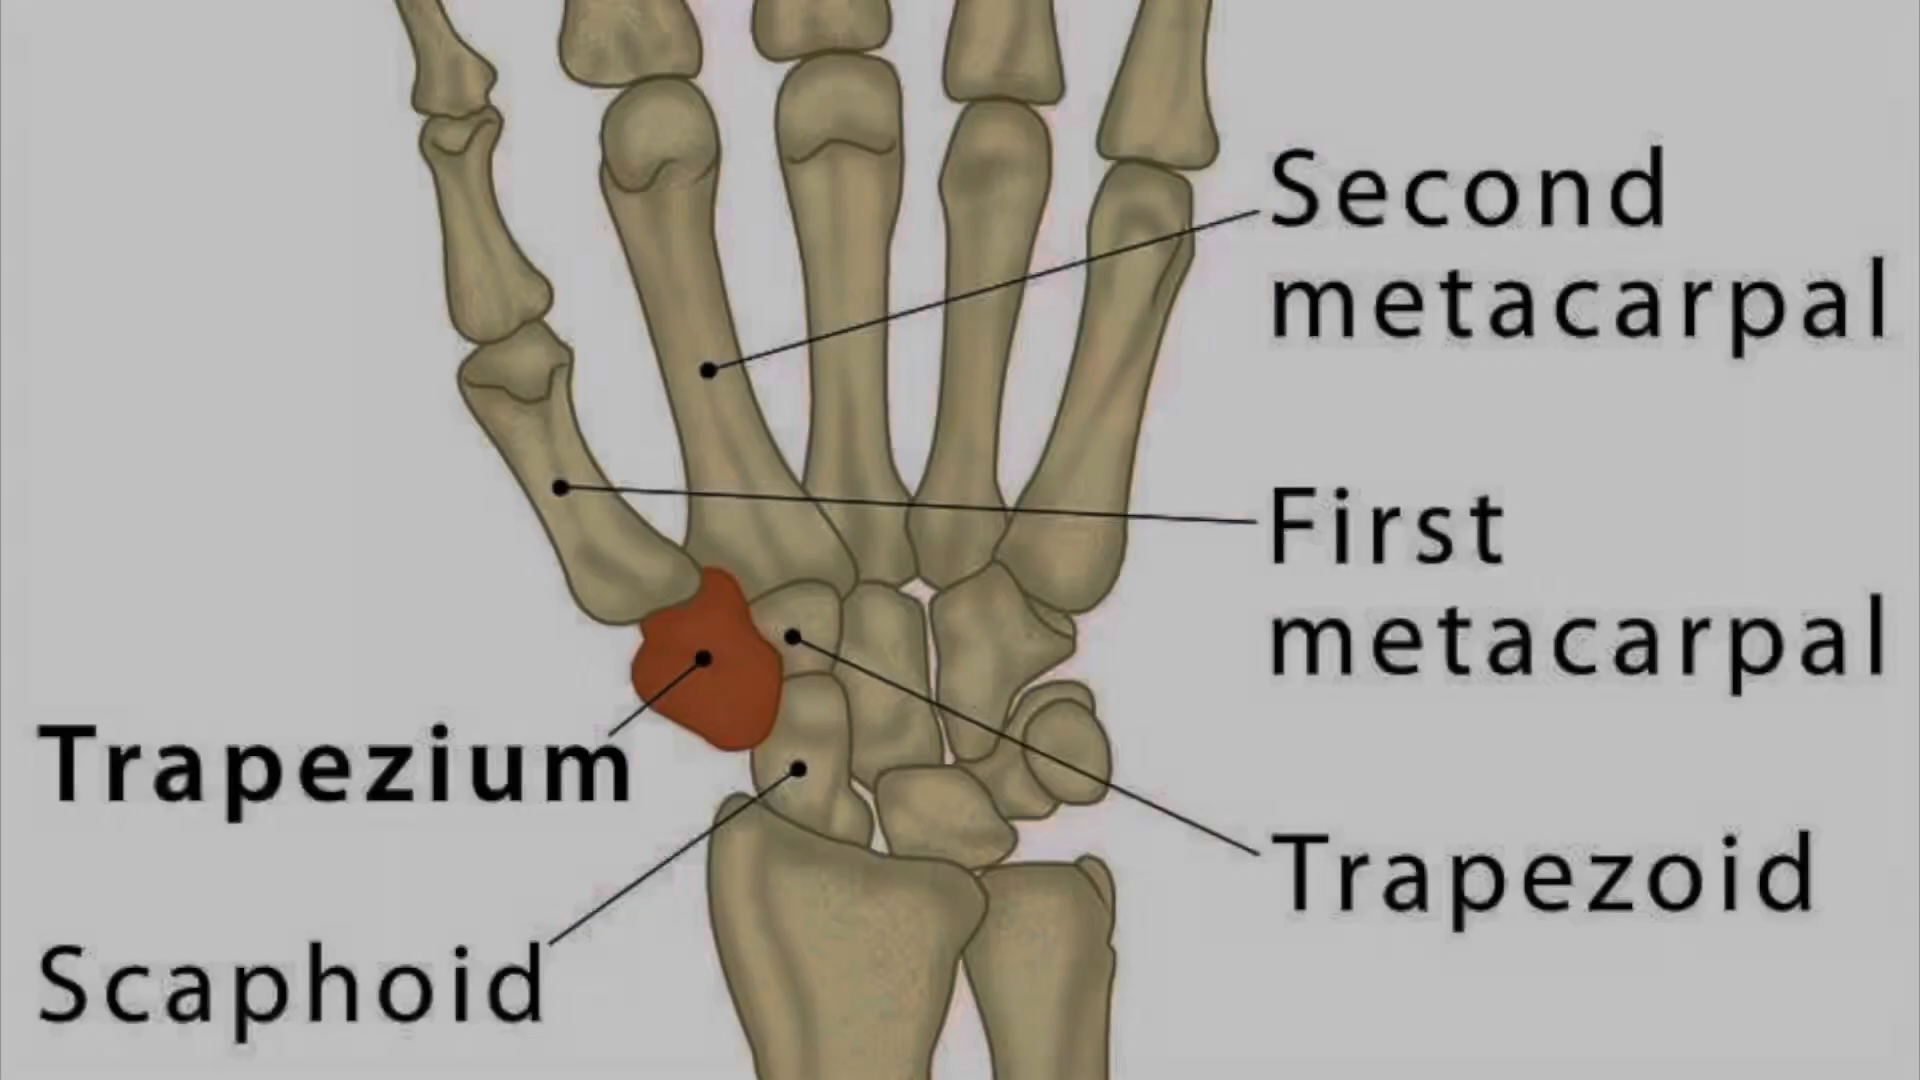 Second
metacarpal
First
metacarpal
Trapezium
Trapezoid
Scaphoid